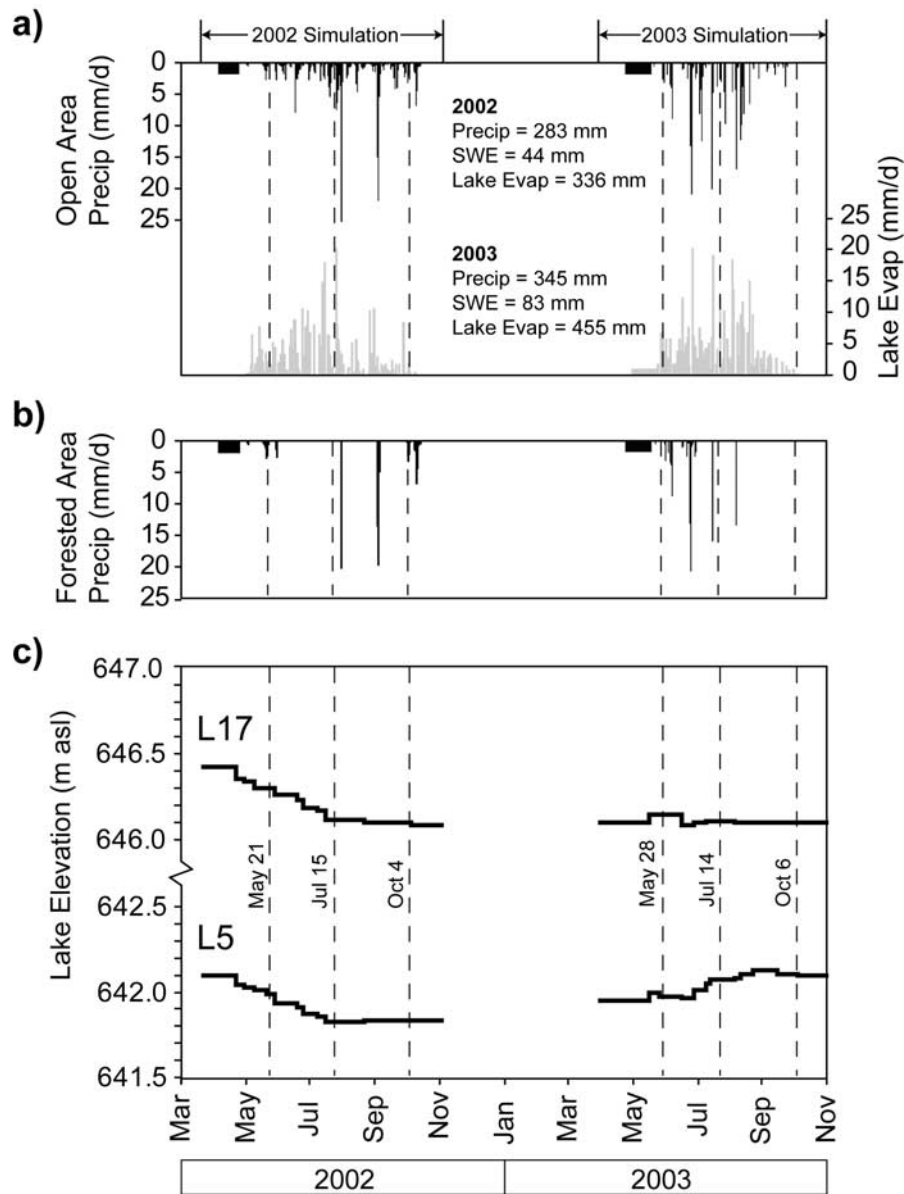 a)
2002 Simulation
2003 Simulation
Open Area
Precip (mm/d)
0
5
10
15
20
25
2002
Precip = 283 mm
SWE = 44 mm
Lake Evap = 336 mm
2003
Precip = 345 mm
SWE = 83 mm
Lake Evap = 455 mm
25
20
15
10
5
0
Lake Evap (mm/d)
b)
Forested Area
Precip (mm/d)
0
5
10
15
20
25
c)
Lake Elevation (m asl)
647.0
646.5
646.0
642.5
642.0
641.5
L17
L5
May 21
Jul 15
Oct 4
May 28
Jul 14
Oct 6
Mar
May
Jul
Sep
Nov
Jan
Mar
May
Jul
Sep
Nov
2002
2003